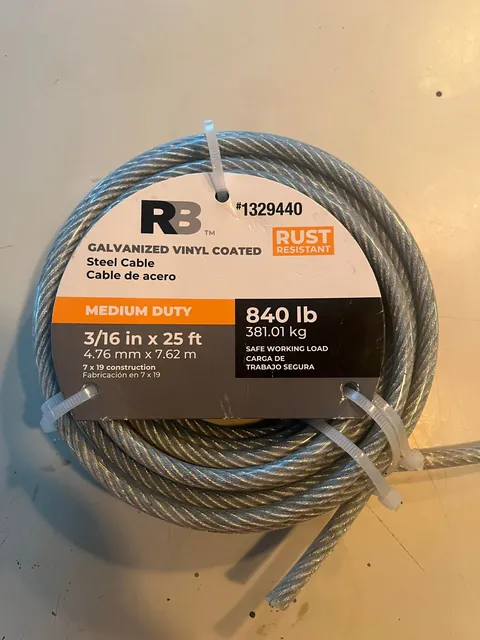 RB™
#1329440
GALVANIZED VINYL COATED
Steel Cable
Cable de acero
RUST
RESISTANT
MEDIUM DUTY
3/16 in x 25 ft
4.76 mm x 7.62 m
7 x 19 construction
Fabricación en 7 x 19
840 lb
381.01 kg
SAFE WORKING LOAD
CARGA DE
TRABAJO SEGURA